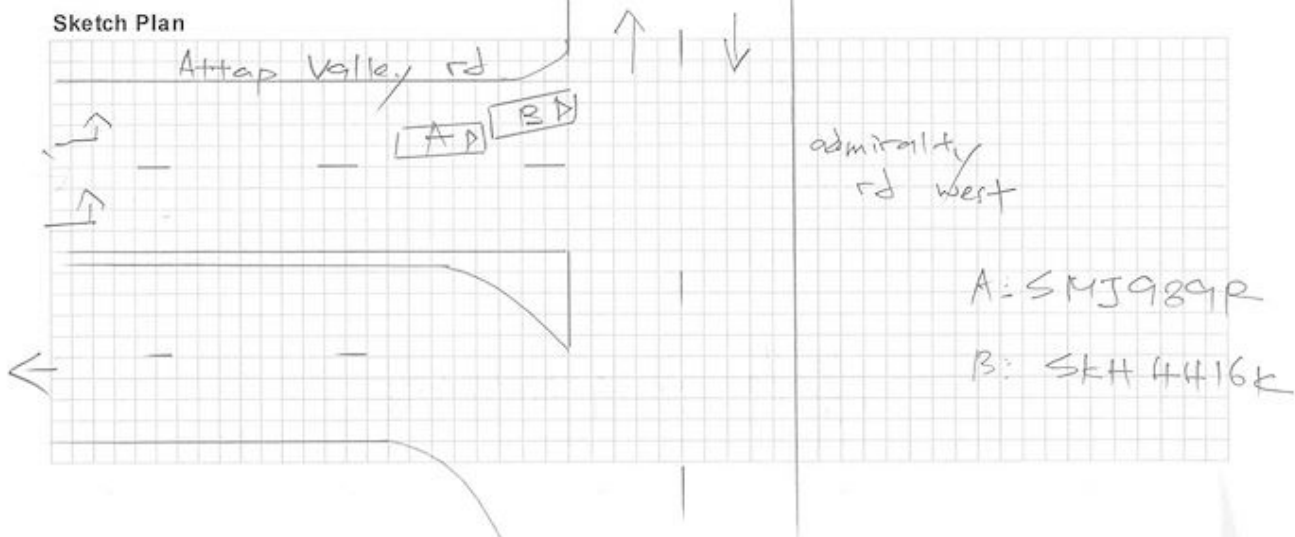 Sketch Plan
Attap Valley rd
A
B
admiralty
rd west
A: SMJ989R
B: SKH4416K